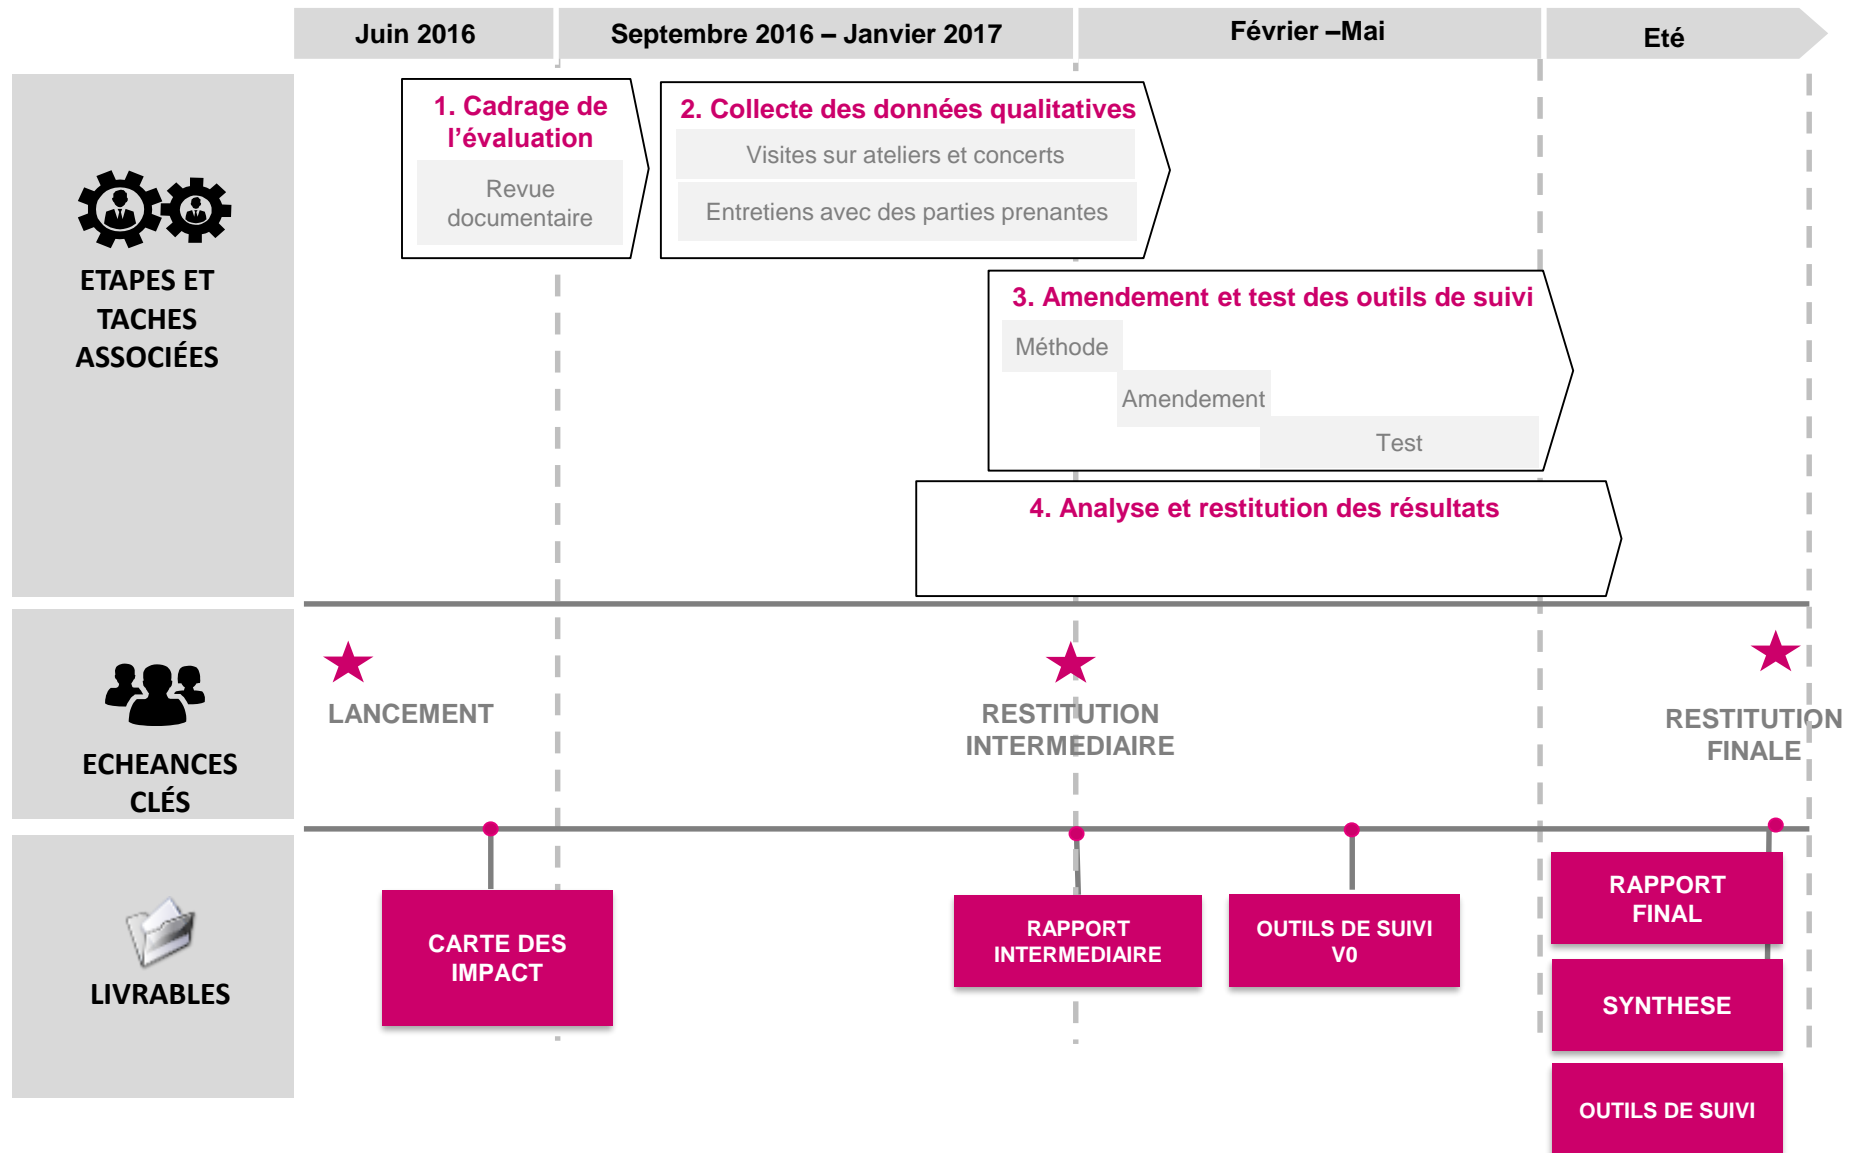 Juin 2016
Septembre 2016 – Janvier 2017
Février –Mai
Eté
ETAPES ET
TACHES
ASSOCIÉES
1. Cadrage de
l’évaluation
Revue
documentaire
2. Collecte des données qualitatives
Visites sur ateliers et concerts
Entretiens avec des parties prenantes
3. Amendement et test des outils de suivi
Méthode
Amendement
Test
4. Analyse et restitution des résultats
ECHEANCES
CLÉS
LANCEMENT
RESTITUTION
INTERMEDIAIRE
RESTITUTION
FINALE
LIVRABLES
CARTE DES
IMPACT
RAPPORT
INTERMEDIAIRE
OUTILS DE SUIVI
V0
RAPPORT
FINAL
SYNTHESE
OUTILS DE SUIVI